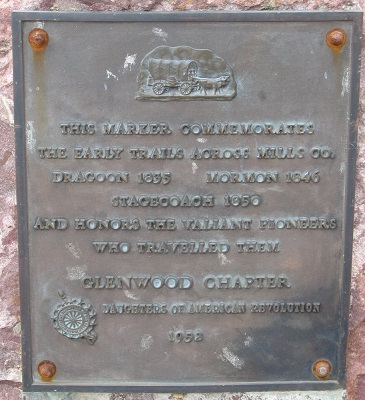 THIS MARKER COMMEMORATES
THE EARLY TRAILS ACROSS MILLS CO.
DRAGOON 1835 MORMON 1846
STAGECOACH 1850
AND HONORS THE VALIANT PIONEERS
WHO TRAVELLED THEM
GLENWOOD CHAPTER
DAUGHTERS OF AMERICAN REVOLUTION
1958